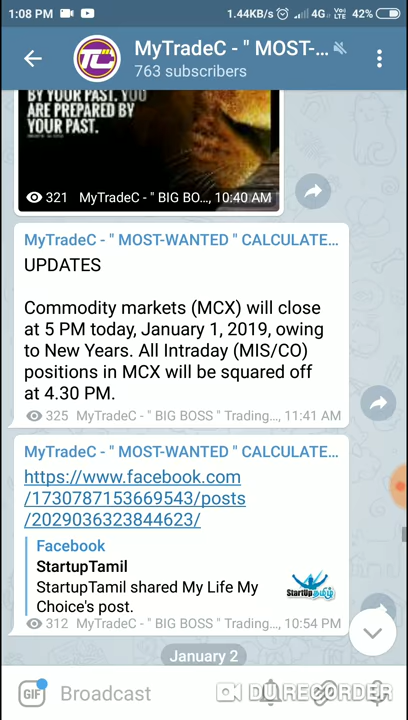 1:08 PM
1.44KB/s 4G VoLTE 42%
TC
MyTradeC - " MOST-...
763 subscribers
BY YOUR PAST. YOU
ARE PREPARED BY
YOUR PAST.
321 MyTradeC - " BIG BO..., 10:40 AM
MyTradeC - " MOST-WANTED " CALCULATE...
UPDATES
Commodity markets (MCX) will close
at 5 PM today, January 1, 2019, owing
to New Years. All Intraday (MIS/CO)
positions in MCX will be squared off
at 4.30 PM.
325 MyTradeC - " BIG BOSS " Trading..., 11:41 AM
MyTradeC - " MOST-WANTED " CALCULATE...
https://www.facebook.com
/1730787153669543/posts
/2029036323844623/
Facebook
StartupTamil
StartupTamil shared My Life My
Choice's post.
StartUp தமிழ்
312 MyTradeC - " BIG BOSS " Trading..., 10:54 PM
January 2
GIF Broadcast
DU RECORDER